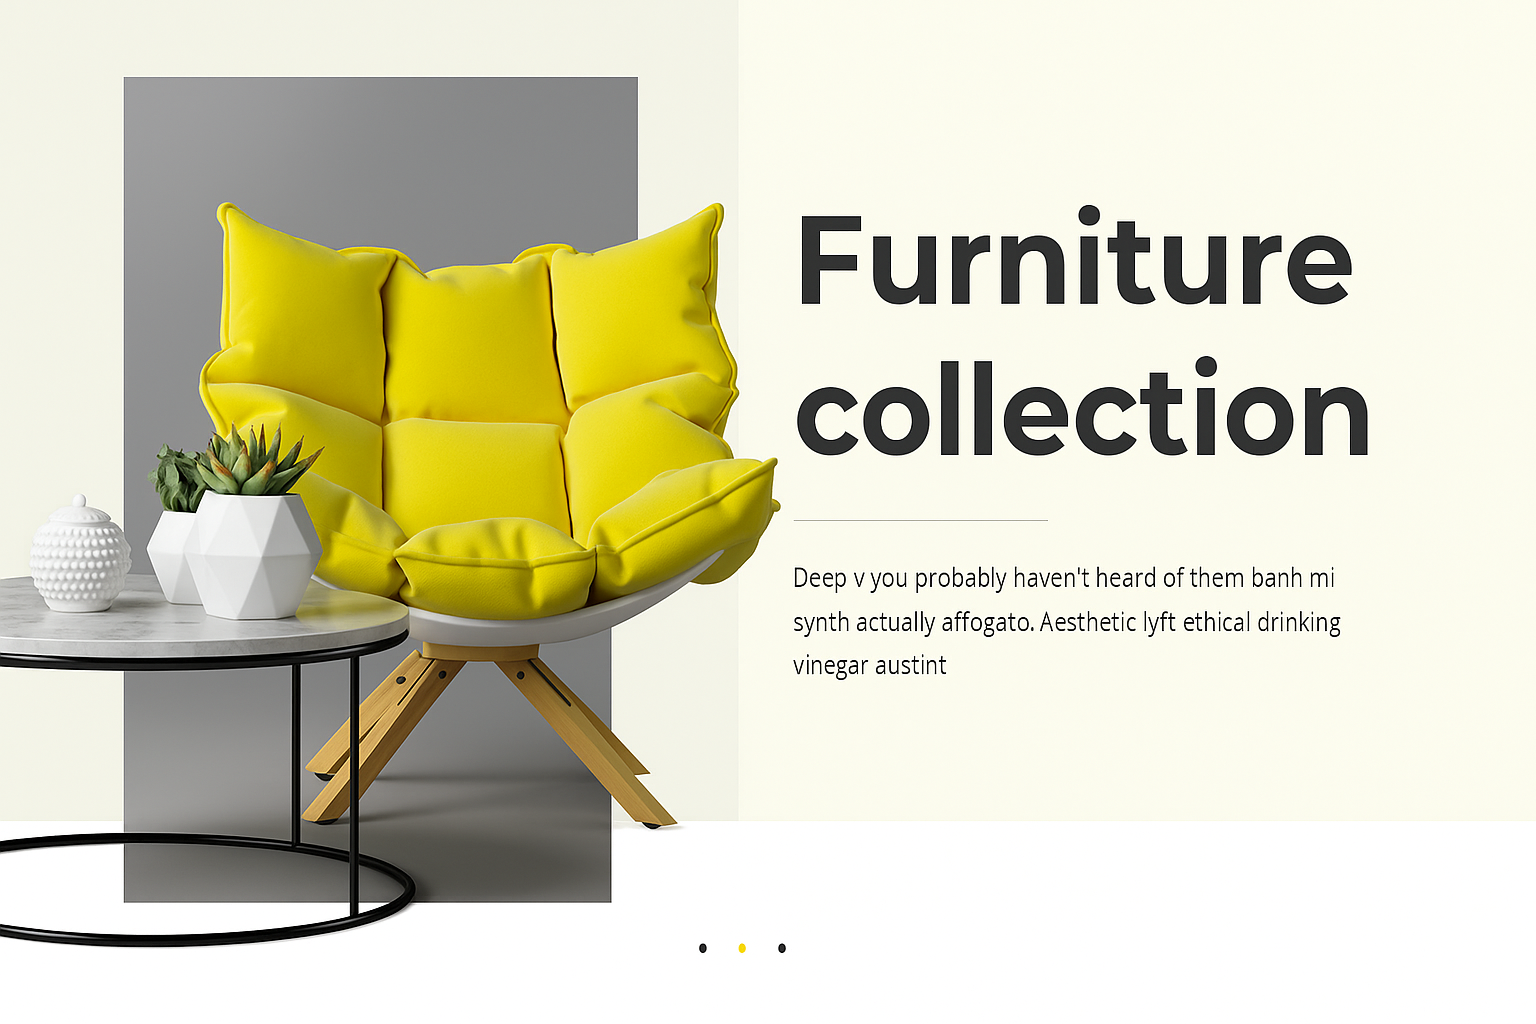 Furniture
collection
Deep v you probably haven't heard of them banh mi
synth actually affogato. Aesthetic lyft ethical drinking
vinegar austint